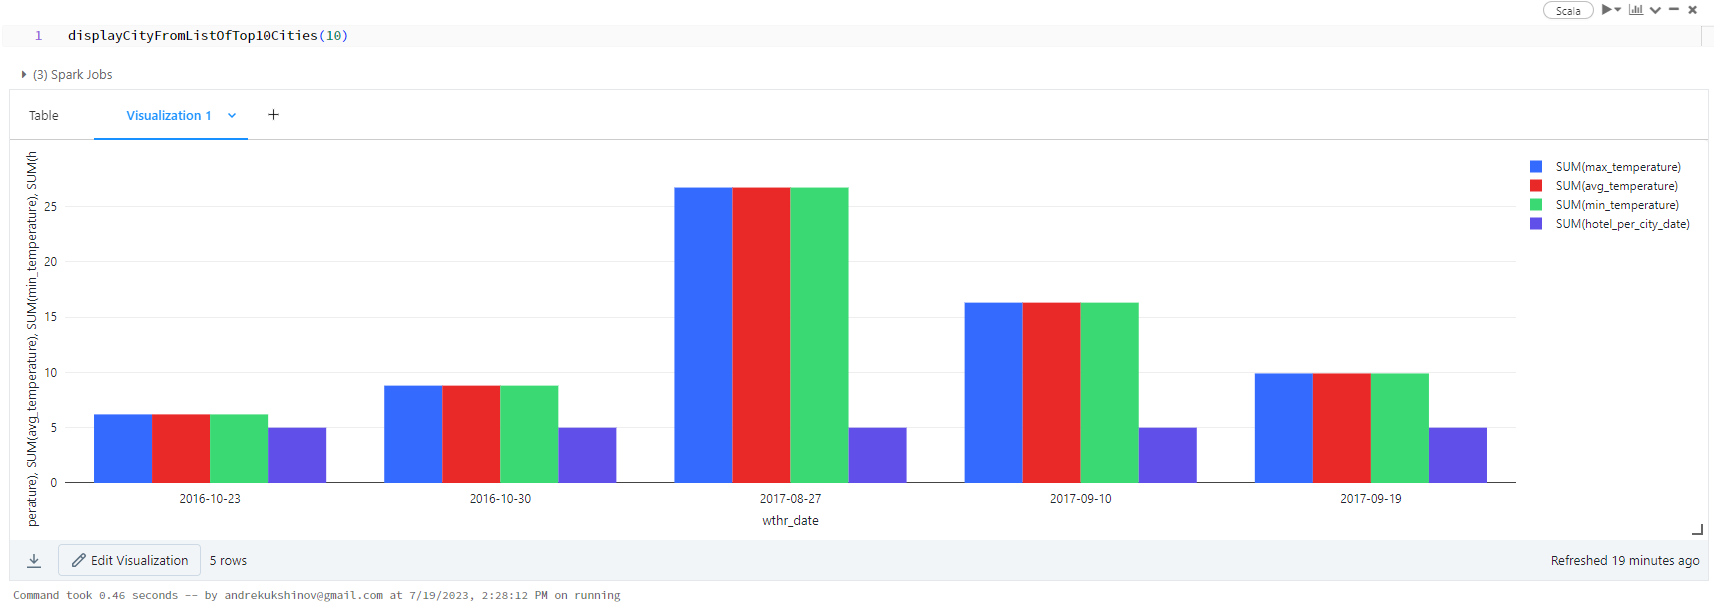 Scala
1 displayCityFromListOfTop10Cities(10)
(3) Spark Jobs
Table Visualization 1 +
perature), SUM(avg_temperature), SUM(min_temperature), SUM(h
25
20
15
10
5
0
2016-10-23 2016-10-30 2017-08-27 2017-09-10 2017-09-19
wthr_date
SUM(max_temperature)
SUM(avg_temperature)
SUM(min_temperature)
SUM(hotel_per_city_date)
Edit Visualization 5 rows Refreshed 19 minutes ago
Command took 0.46 seconds -- by andrekukshinov@gmail.com at 7/19/2023, 2:28:12 PM on running